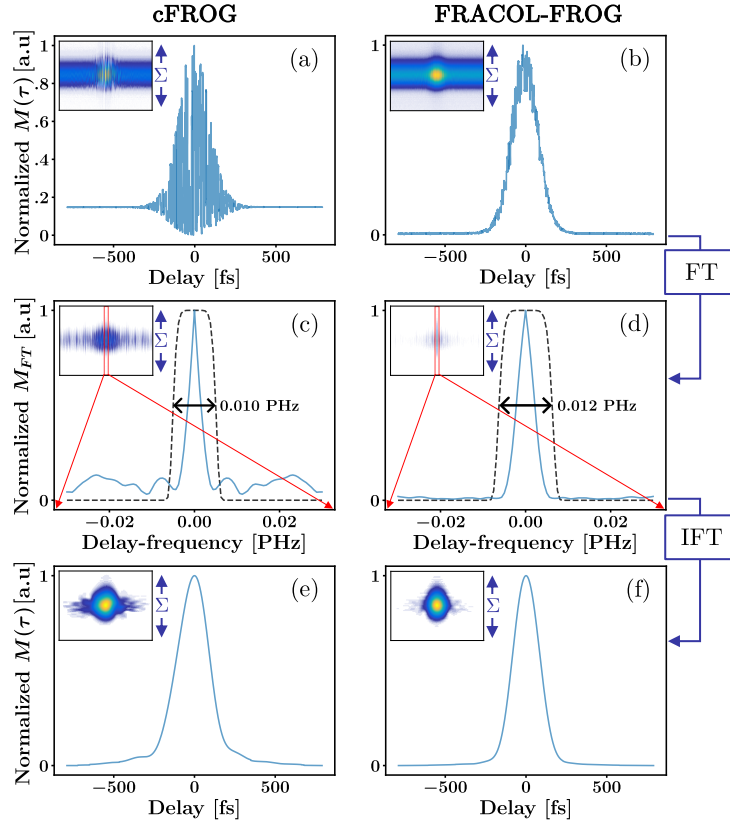 cFROG
FRACOL-FROG
Normalized M(τ) [a.u]
1
.8
.6
.4
.2
0
Σ
(a)
−500
0
500
Delay [fs]
1
0
Σ
(b)
−500
0
500
Delay [fs]
FT
Normalized M_FT [a.u]
1
0
Σ
(c)
0.010 PHz
−0.02
0.00
0.02
Delay-frequency [PHz]
1
0
Σ
(d)
0.012 PHz
−0.02
0.00
0.02
Delay-frequency [PHz]
IFT
Normalized M(τ) [a.u]
1
0
Σ
(e)
−500
0
500
Delay [fs]
1
0
Σ
(f)
−500
0
500
Delay [fs]